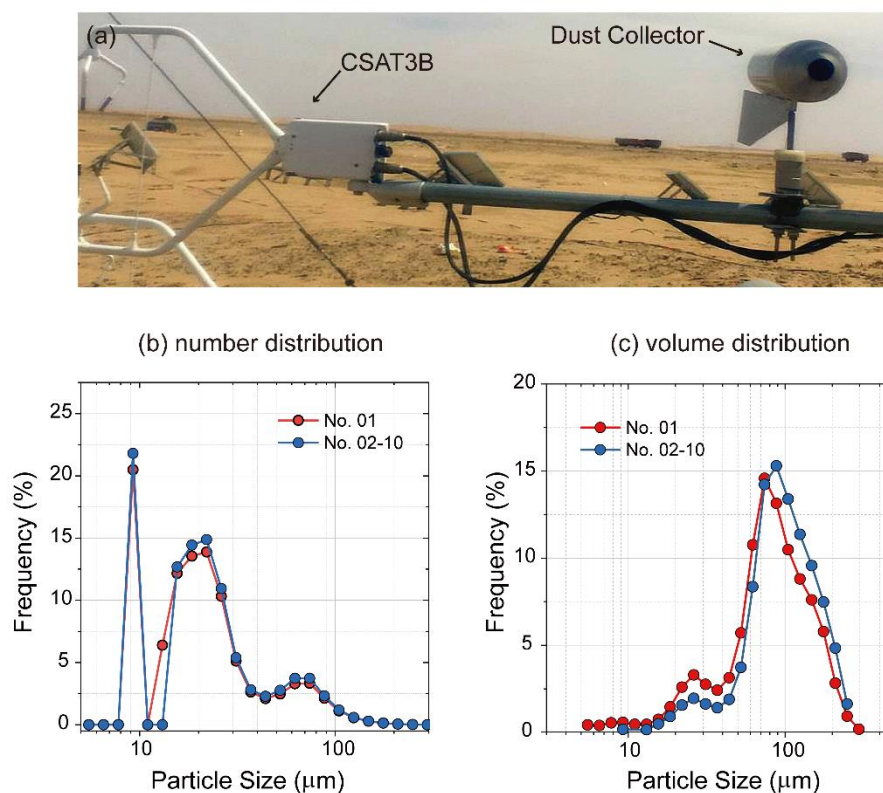 (a)
CSAT3B
Dust Collector
(b) number distribution
25
20
15
10
5
0
Frequency (%)
No. 01
No. 02-10
10
100
Particle Size (μm)
(c) volume distribution
20
15
10
5
0
Frequency (%)
No. 01
No. 02-10
10
100
Particle Size (μm)